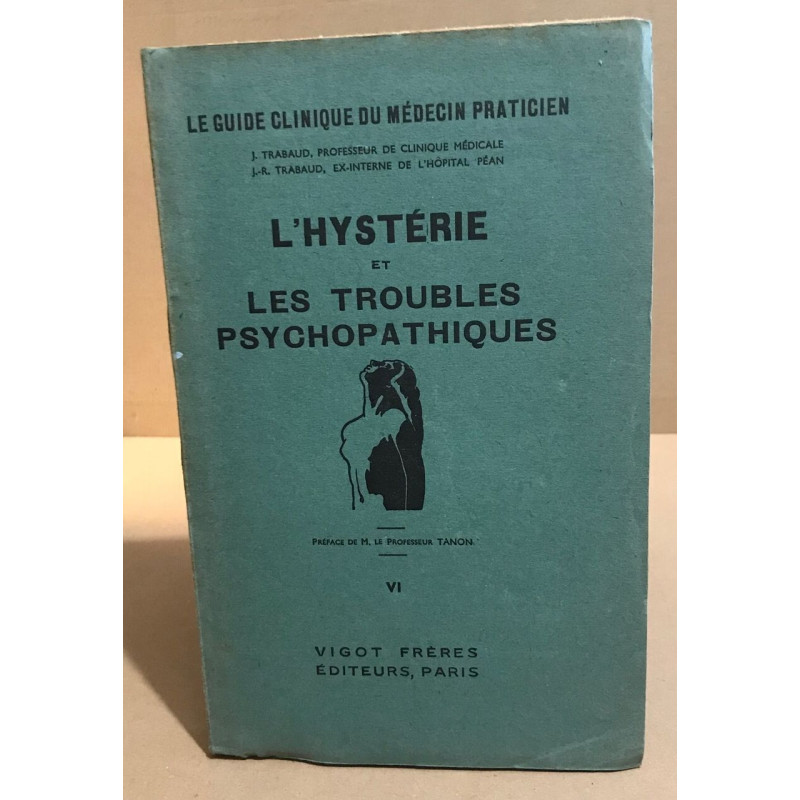 LE GUIDE CLINIQUE DU MÉDECIN PRATICIEN
J. TRABAUD, PROFESSEUR DE CLINIQUE MÉDICALE
J.-R. TRABAUD, EX-INTERNE DE L'HÔPITAL PÉAN
L'HYSTÉRIE
ET
LES TROUBLES
PSYCHOPATHIQUES
PRÉFACE DE M. LE PROFESSEUR TANON
VI
VIGOT FRÈRES
ÉDITEURS, PARIS